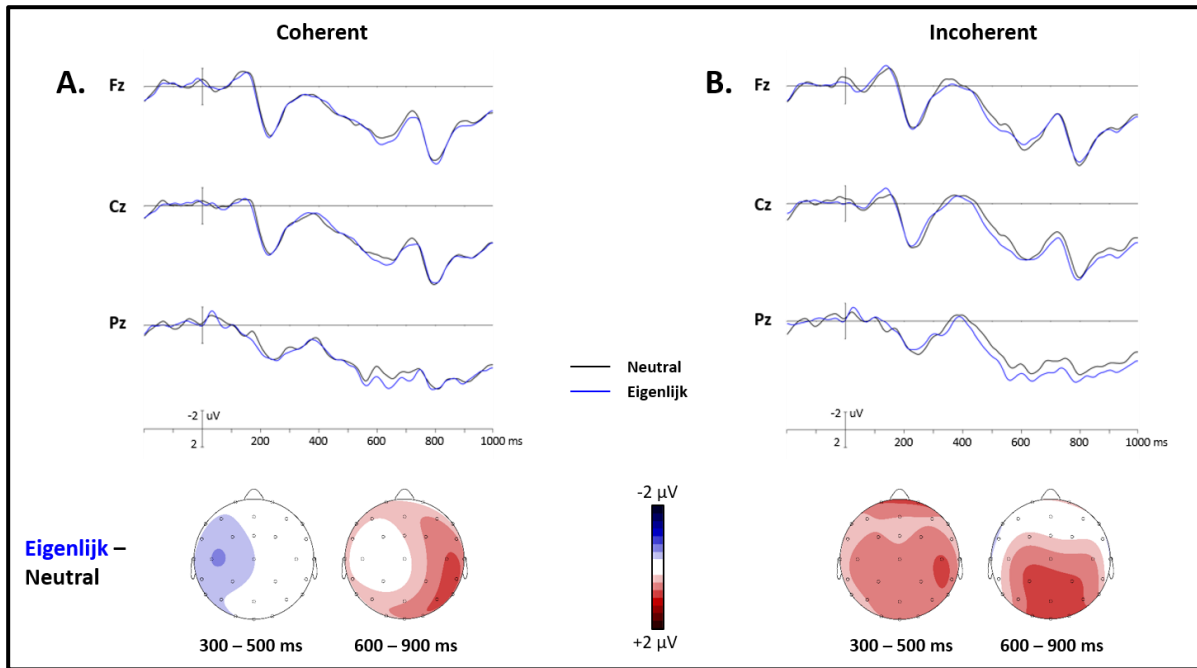 Coherent
Incoherent
A.
Fz
Cz
Pz
-2 uV
2
200 400 600 800 1000 ms
B.
Fz
Cz
Pz
-2 uV
2
200 400 600 800 1000 ms
Neutral
Eigenlijk
Eigenlijk –
Neutral
300 – 500 ms
600 – 900 ms
-2 µV
+2 µV
300 – 500 ms
600 – 900 ms